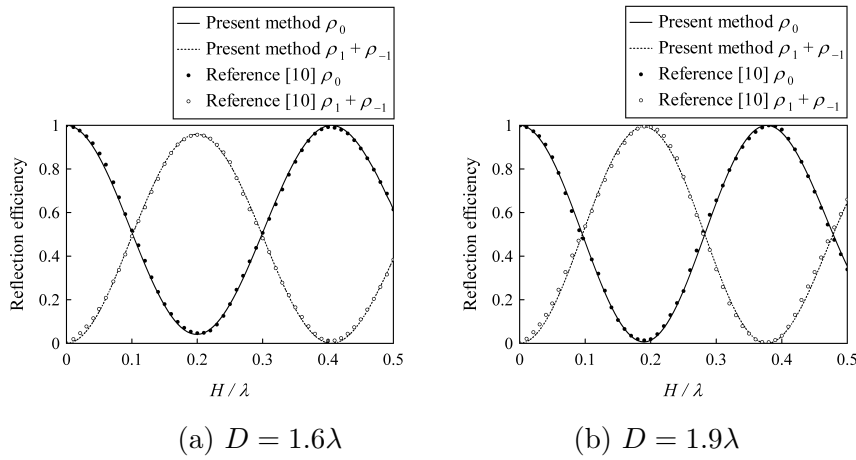 Present method ρ0
Present method ρ1 + ρ−1
Reference [10] ρ0
Reference [10] ρ1 + ρ−1
1
0.8
0.6
0.4
0.2
0
Reflection efficiency
0 0.1 0.2 0.3 0.4 0.5
H / λ
(a) D = 1.6λ
Present method ρ0
Present method ρ1 + ρ−1
Reference [10] ρ0
Reference [10] ρ1 + ρ−1
1
0.8
0.6
0.4
0.2
0
Reflection efficiency
0 0.1 0.2 0.3 0.4 0.5
H / λ
(b) D = 1.9λ